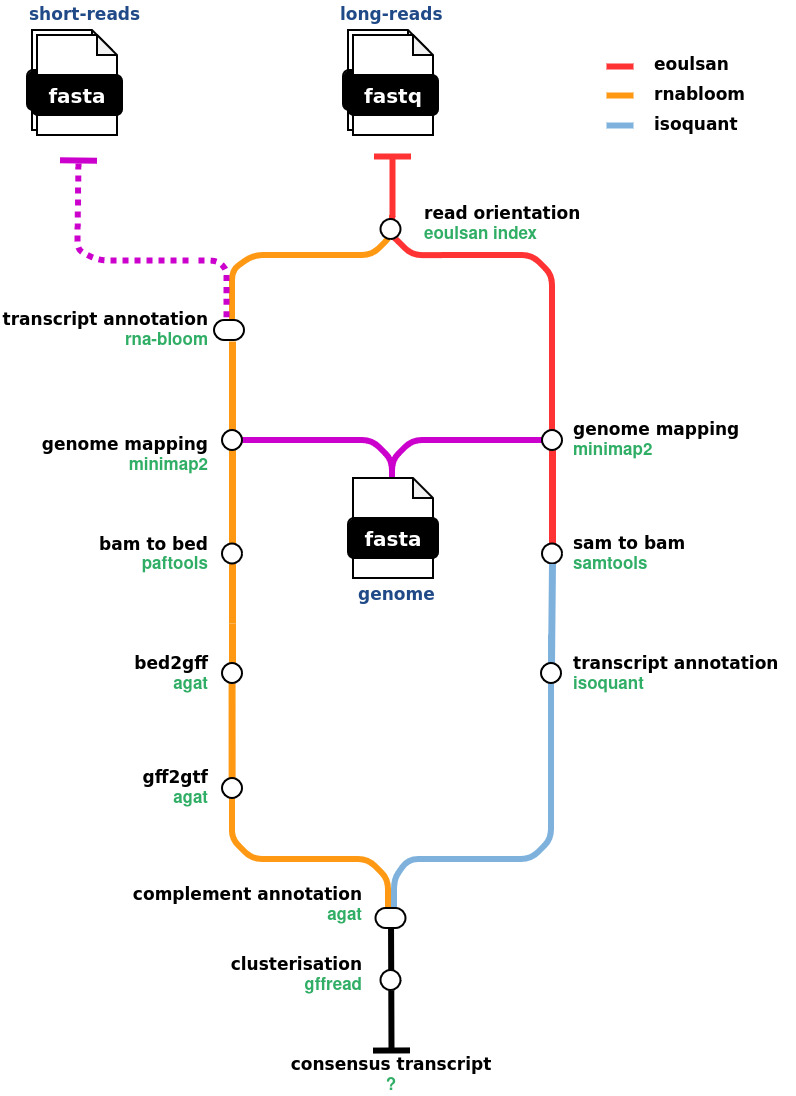 short-reads
long-reads
fasta
fastq
eoulsan
rnabloom
isoquant
read orientation
eoulsan index
transcript annotation
rna-bloom
genome mapping
minimap2
genome mapping
minimap2
fasta
genome
bam to bed
paftools
sam to bam
samtools
bed2gff
agat
transcript annotation
isoquant
gff2gtf
agat
complement annotation
agat
clusterisation
gffread
consensus transcript
?